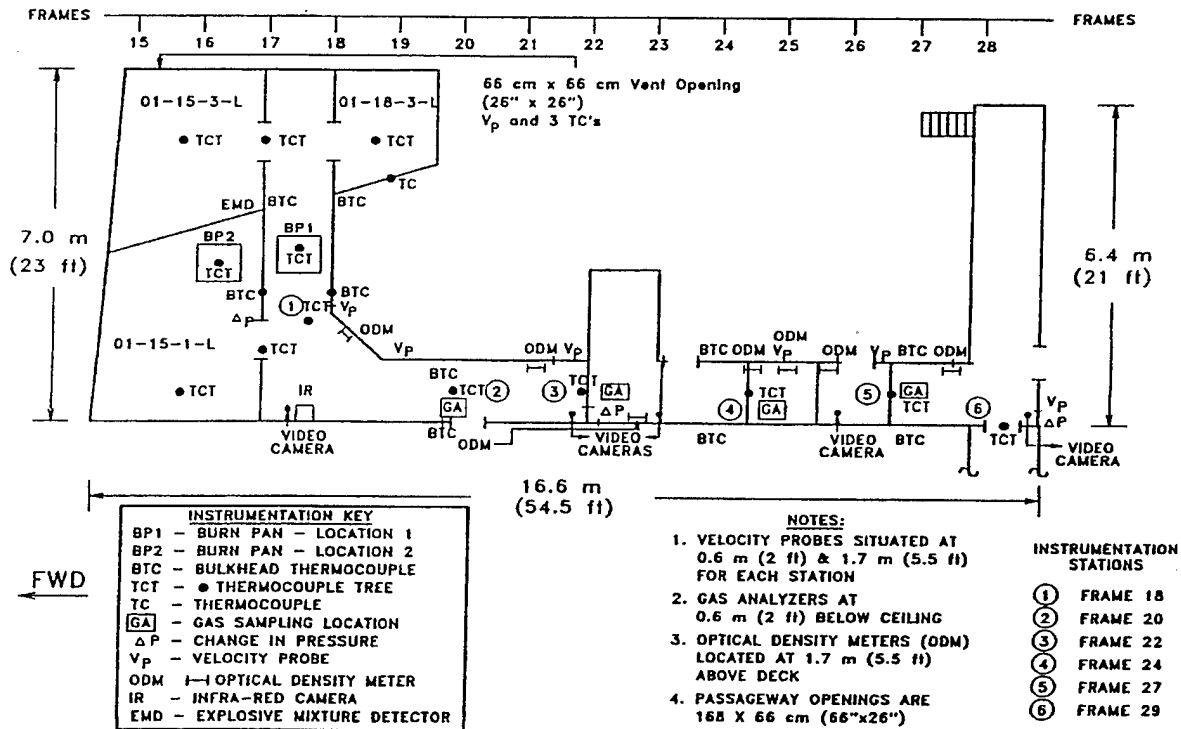 FRAMES
FRAMES
15 16 17 18 19 20 21 22 23 24 25 26 27 28
66 cm x 66 cm Vent Opening
(26" x 26")
Vp and 3 TC's
01-15-3-L
01-18-3-L
TCT
TCT
TCT
TC
EMD
BTC
BTC
BP2
TCT
BP1
TCT
7.0 m
(23 ft)
6.4 m
(21 ft)
BTC
BTC
1
TCT
Vp
Δ P
ODM
01-15-1-L
TCT
TCT
IR
VIDEO
CAMERA
Vp
BTC
TCT
2
GA
BTC
ODM
ODM
Vp
3
TCT
GA
Δ P
VIDEO
CAMERAS
BTC
ODM
ODM
Vp
ODM
TCT
4
GA
BTC
Vp
BTC
ODM
5
GA
TCT
VIDEO
CAMERA
BTC
6
TCT
Vp
Δ P
VIDEO
CAMERA
16.6 m
(54.5 ft)
FWD
INSTRUMENTATION KEY
BP1 – BURN PAN – LOCATION 1
BP2 – BURN PAN – LOCATION 2
BTC – BULKHEAD THERMOCOUPLE
TCT – ● THERMOCOUPLE TREE
TC – THERMOCOUPLE
GA – GAS SAMPLING LOCATION
Δ P – CHANGE IN PRESSURE
Vp – VELOCITY PROBE
ODM OPTICAL DENSITY METER
IR – INFRA-RED CAMERA
EMD – EXPLOSIVE MIXTURE DETECTOR
NOTES:
1. VELOCITY PROBES SITUATED AT
0.6 m (2 ft) & 1.7 m (5.5 ft)
FOR EACH STATION
2. GAS ANALYZERS AT
0.6 m (2 ft) BELOW CEILING
3. OPTICAL DENSITY METERS (ODM)
LOCATED AT 1.7 m (5.5 ft)
ABOVE DECK
4. PASSAGEWAY OPENINGS ARE
168 X 66 cm (66"x26")
INSTRUMENTATION
STATIONS
1 FRAME 18
2 FRAME 20
3 FRAME 22
4 FRAME 24
5 FRAME 27
6 FRAME 29